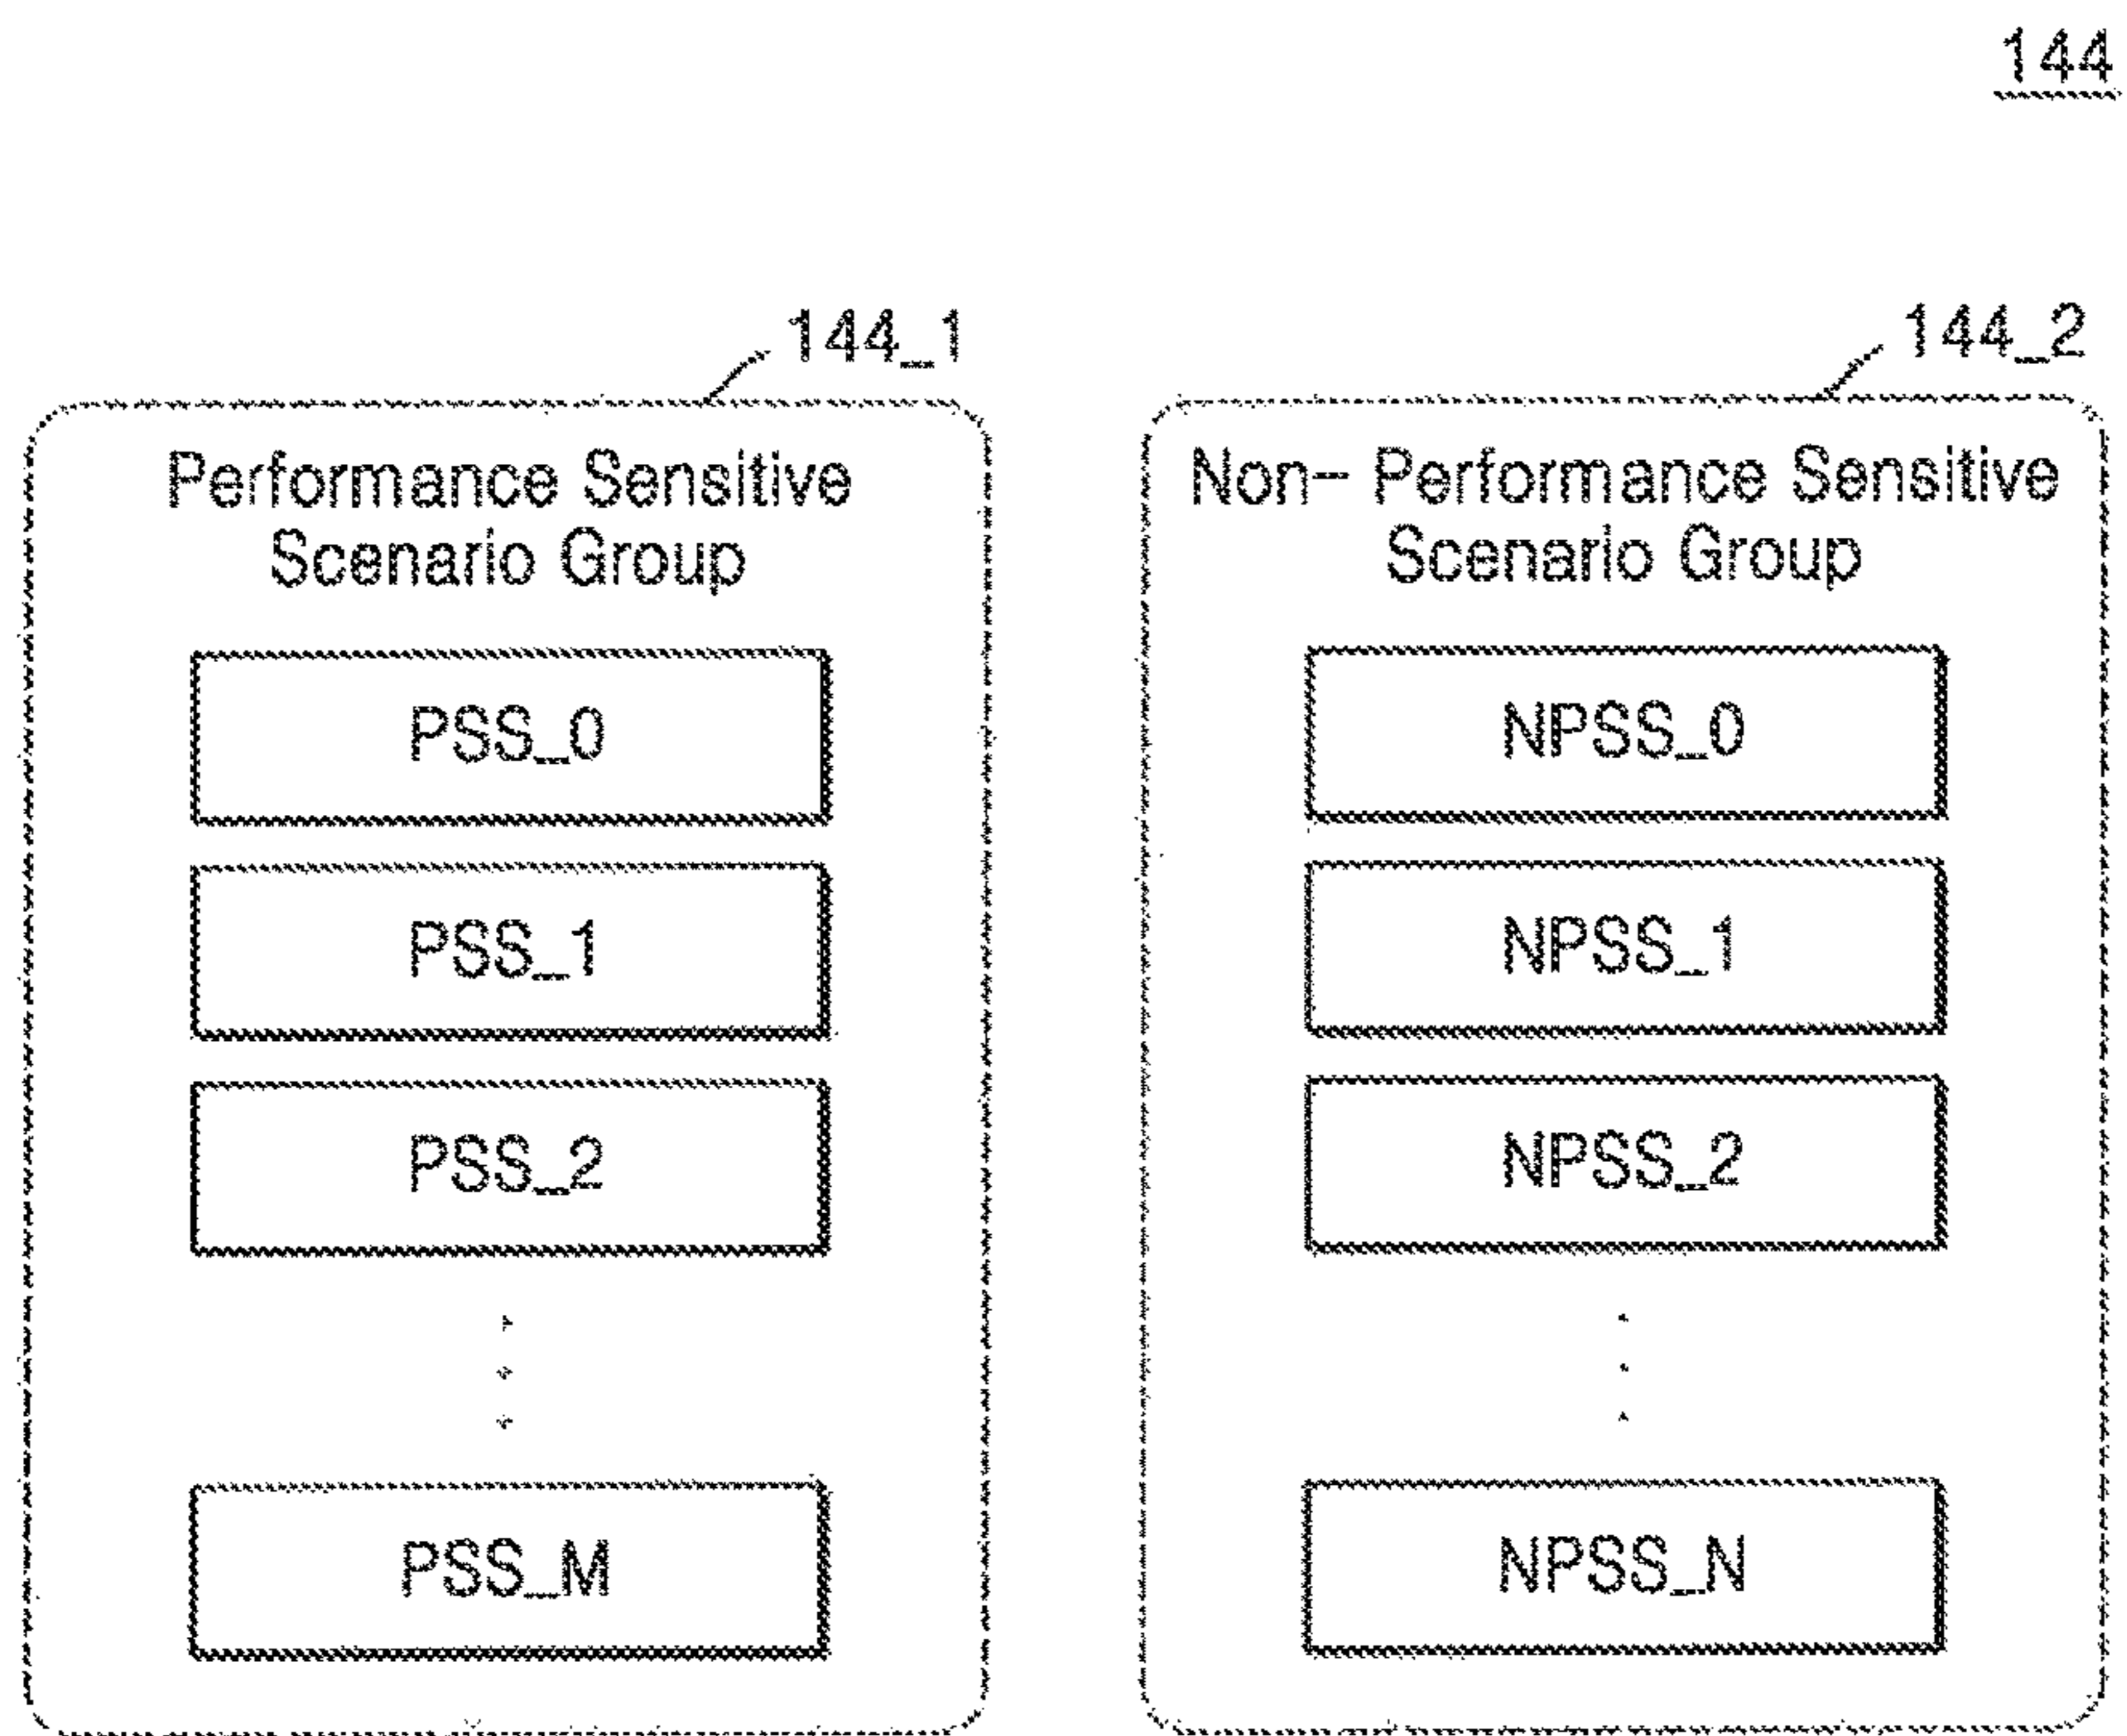 144
144_1
Performance Sensitive
Scenario Group
PSS_0
PSS_1
PSS_2
PSS_M
144_2
Non- Performance Sensitive
Scenario Group
NPSS_0
NPSS_1
NPSS_2
NPSS_N